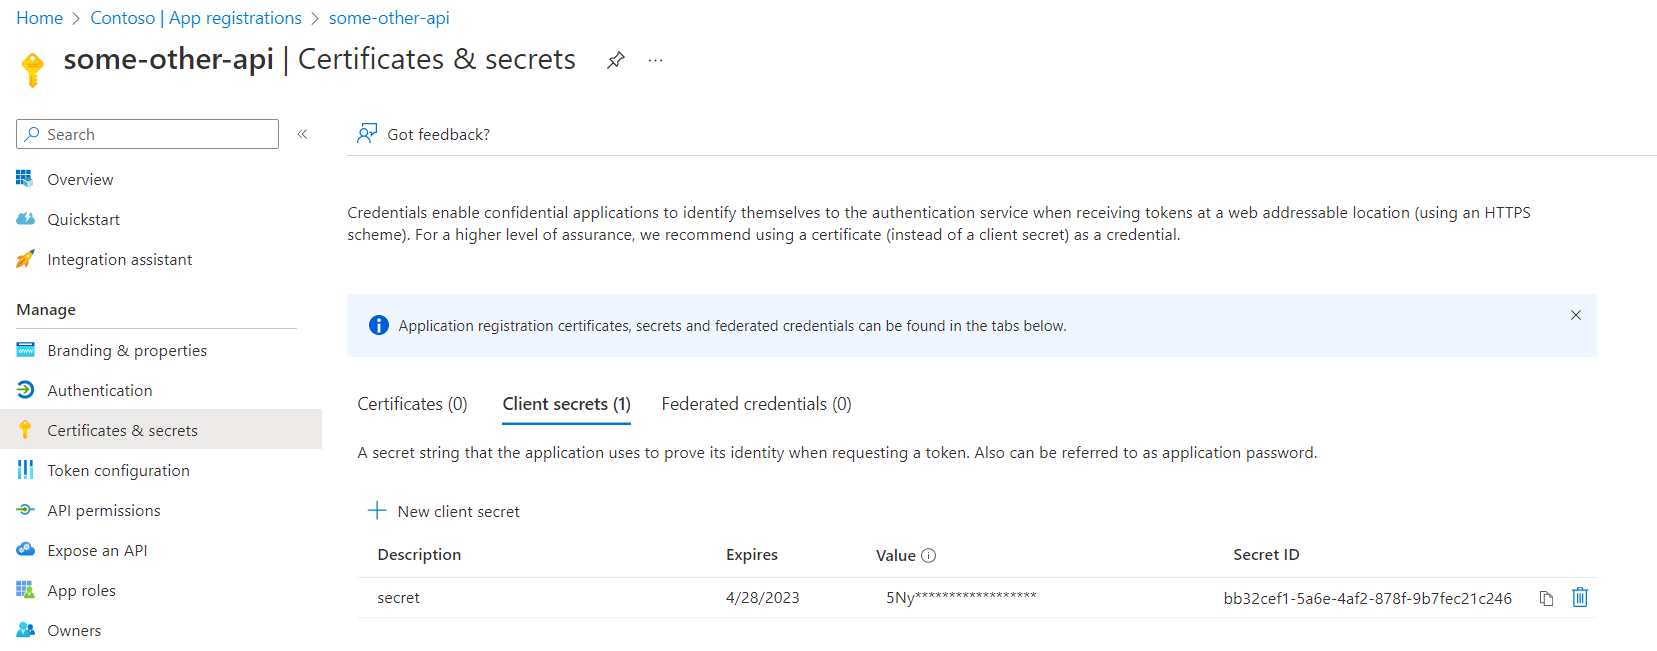 Home > Contoso | App registrations > some-other-api
some-other-api | Certificates & secrets ...
Search «
Overview
Quickstart
Integration assistant
Manage
Branding & properties
Authentication
Certificates & secrets
Token configuration
API permissions
Expose an API
App roles
Owners
Got feedback?
Credentials enable confidential applications to identify themselves to the authentication service when receiving tokens at a web addressable location (using an HTTPS
scheme). For a higher level of assurance, we recommend using a certificate (instead of a client secret) as a credential.
Application registration certificates, secrets and federated credentials can be found in the tabs below.
Certificates (0) Client secrets (1) Federated credentials (0)
A secret string that the application uses to prove its identity when requesting a token. Also can be referred to as application password.
New client secret
Description Expires Value Secret ID
secret 4/28/2023 5Ny****************** bb32cef1-5a6e-4af2-878f-9b7fec21c246